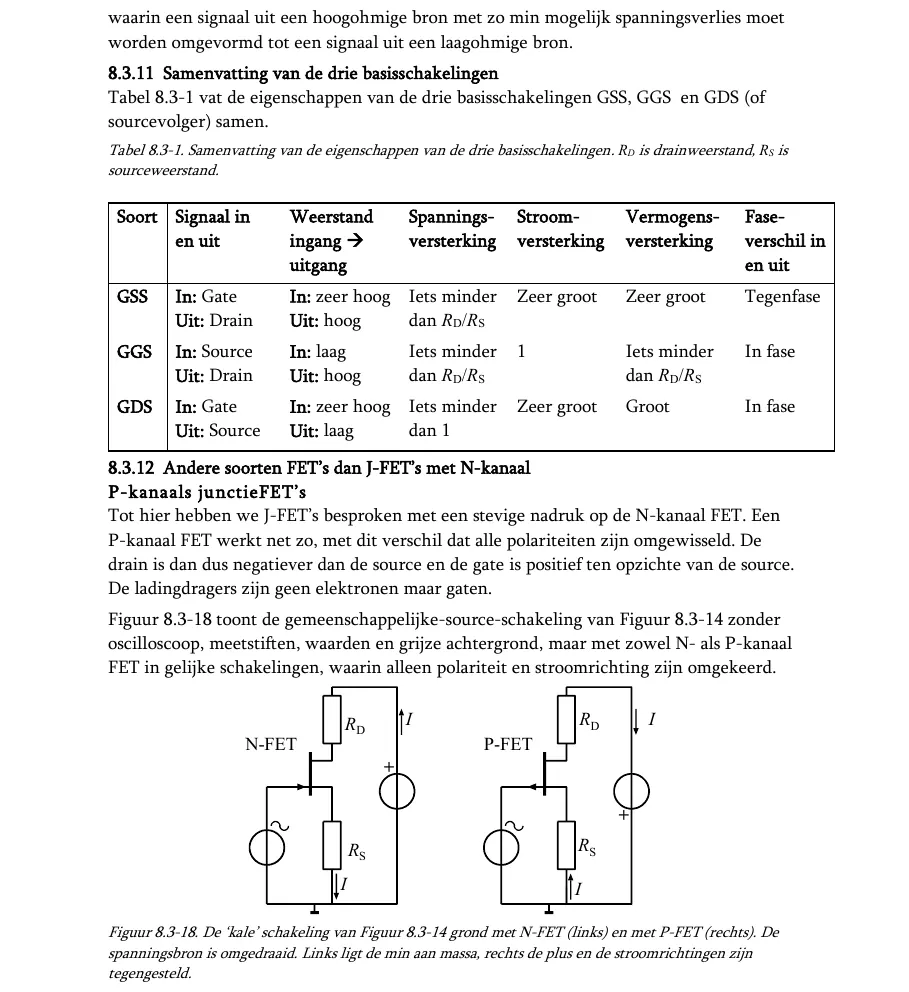 waarin een signaal uit een hoogohmige bron met zo min mogelijk spanningsverlies moet
worden omgevormd tot een signaal uit een laagohmige bron.
8.3.11 Samenvatting van de drie basisschakelingen
Tabel 8.3-1 vat de eigenschappen van de drie basisschakelingen GSS, GGS en GDS (of
sourcevolger) samen.
Tabel 8.3-1. Samenvatting van de eigenschappen van de drie basisschakelingen. RD is drainweerstand, RS is
sourceweerstand.
Soort Signaal in Weerstand Spannings- Stroom- Vermogens- Fase-
en uit ingang → versterking versterking versterking verschil in
uitgang en uit
GSS In: Gate In: zeer hoog Iets minder Zeer groot Zeer groot Tegenfase
Uit: Drain Uit: hoog dan RD/RS
GGS In: Source In: laag Iets minder 1 Iets minder In fase
Uit: Drain Uit: hoog dan RD/RS dan RD/RS
GDS In: Gate In: zeer hoog Iets minder Zeer groot Groot In fase
Uit: Source Uit: laag dan 1
8.3.12 Andere soorten FET's dan J-FET's met N-kanaal
P-kanaals junctieFET's
Tot hier hebben we J-FET's besproken met een stevige nadruk op de N-kanaal FET. Een
P-kanaal FET werkt net zo, met dit verschil dat alle polariteiten zijn omgewisseld. De
drain is dan dus negatiever dan de source en de gate is positief ten opzichte van de source.
De ladingdragers zijn geen elektronen maar gaten.
Figuur 8.3-18 toont de gemeenschappelijke-source-schakeling van Figuur 8.3-14 zonder
oscilloscoop, meetstiften, waarden en grijze achtergrond, maar met zowel N- als P-kanaal
FET in gelijke schakelingen, waarin alleen polariteit en stroomrichting zijn omgekeerd.
RD I RD I
N-FET P-FET
+
+
RS RS
I I
Figuur 8.3-18. De 'kale' schakeling van Figuur 8.3-14 grond met N-FET (links) en met P-FET (rechts). De
spanningsbron is omgedraaid. Links ligt de min aan massa, rechts de plus en de stroomrichtingen zijn
tegengesteld.